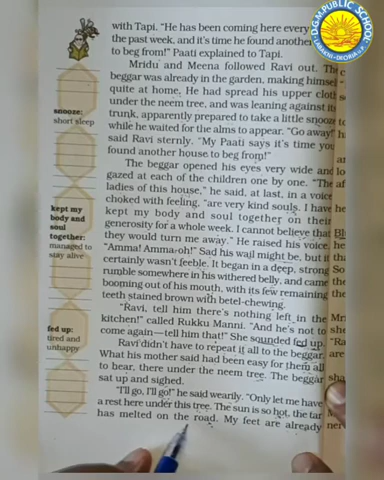 with Tapi. "He has been coming here every
the past week, and it's time he found another
to beg from!" Paati explained to Tapi.
Mridu and Meena followed Ravi out. The
beggar was already in the garden, making himself
quite at home. He had spread his upper cloth
under the neem tree, and was leaning against its
trunk, apparently prepared to take a little snooze
while he waited for the alms to appear. "Go away!"
said Ravi sternly. "My Paati says it's time you
found another house to beg from!"
The beggar opened his eyes very wide and
gazed at each of the children one by one. "The
ladies of this house," he said, at last, in a voice
choked with feeling, "are very kind souls. I have
kept my body and soul together on their
generosity for a whole week. I cannot believe that
they would turn me away." He raised his voice,
"Amma! Amma-oh!" Sad his wail might be, but it
certainly wasn't feeble. It began in a deep, strong
rumble somewhere in his withered belly, and came
booming out of his mouth, with its few remaining
teeth stained brown with betel-chewing.
"Ravi, tell him there's nothing left in the
kitchen!" called Rukku Manni. "And he's not to
come again—tell him that!" She sounded fed up.
Ravi didn't have to repeat it all to the beggar.
What his mother said had been easy for them all
to hear, there under the neem tree. The beggar
sat up and sighed.
"I'll go, I'll go!" he said wearily. "Only let me have
a rest here under this tree. The sun is so hot, the tar
has melted on the road. My feet are already
snooze:
short sleep
kept my
body and
soul
together:
managed to
stay alive
fed up:
tired and
unhappy
D.G.M. PUBLIC SCHOOL